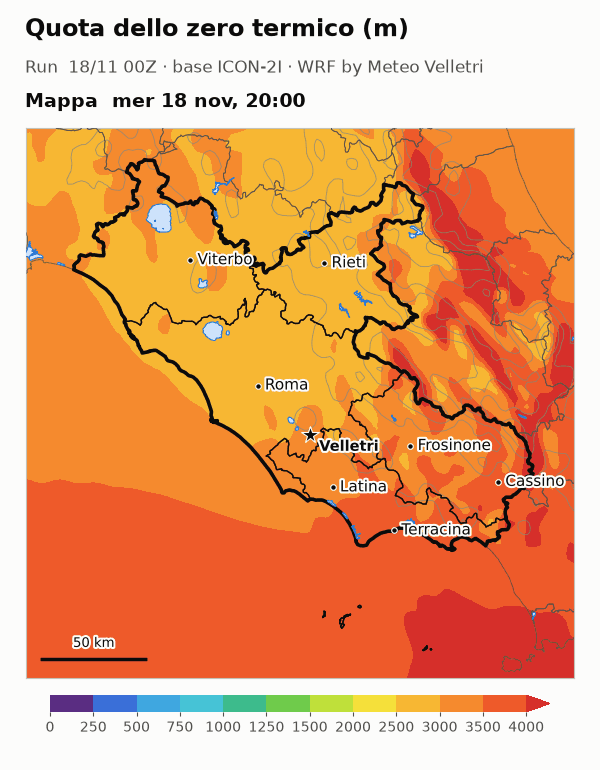 Quota dello zero termico (m)
Run 18/11 00Z · base ICON-2I · WRF by Meteo Velletri
Mappa mer 18 nov, 20:00
Viterbo
Rieti
Roma
Velletri
Frosinone
Latina
Cassino
Terracina
50 km
0 250 500 750 1000 1250 1500 2000 2500 3000 3500 4000